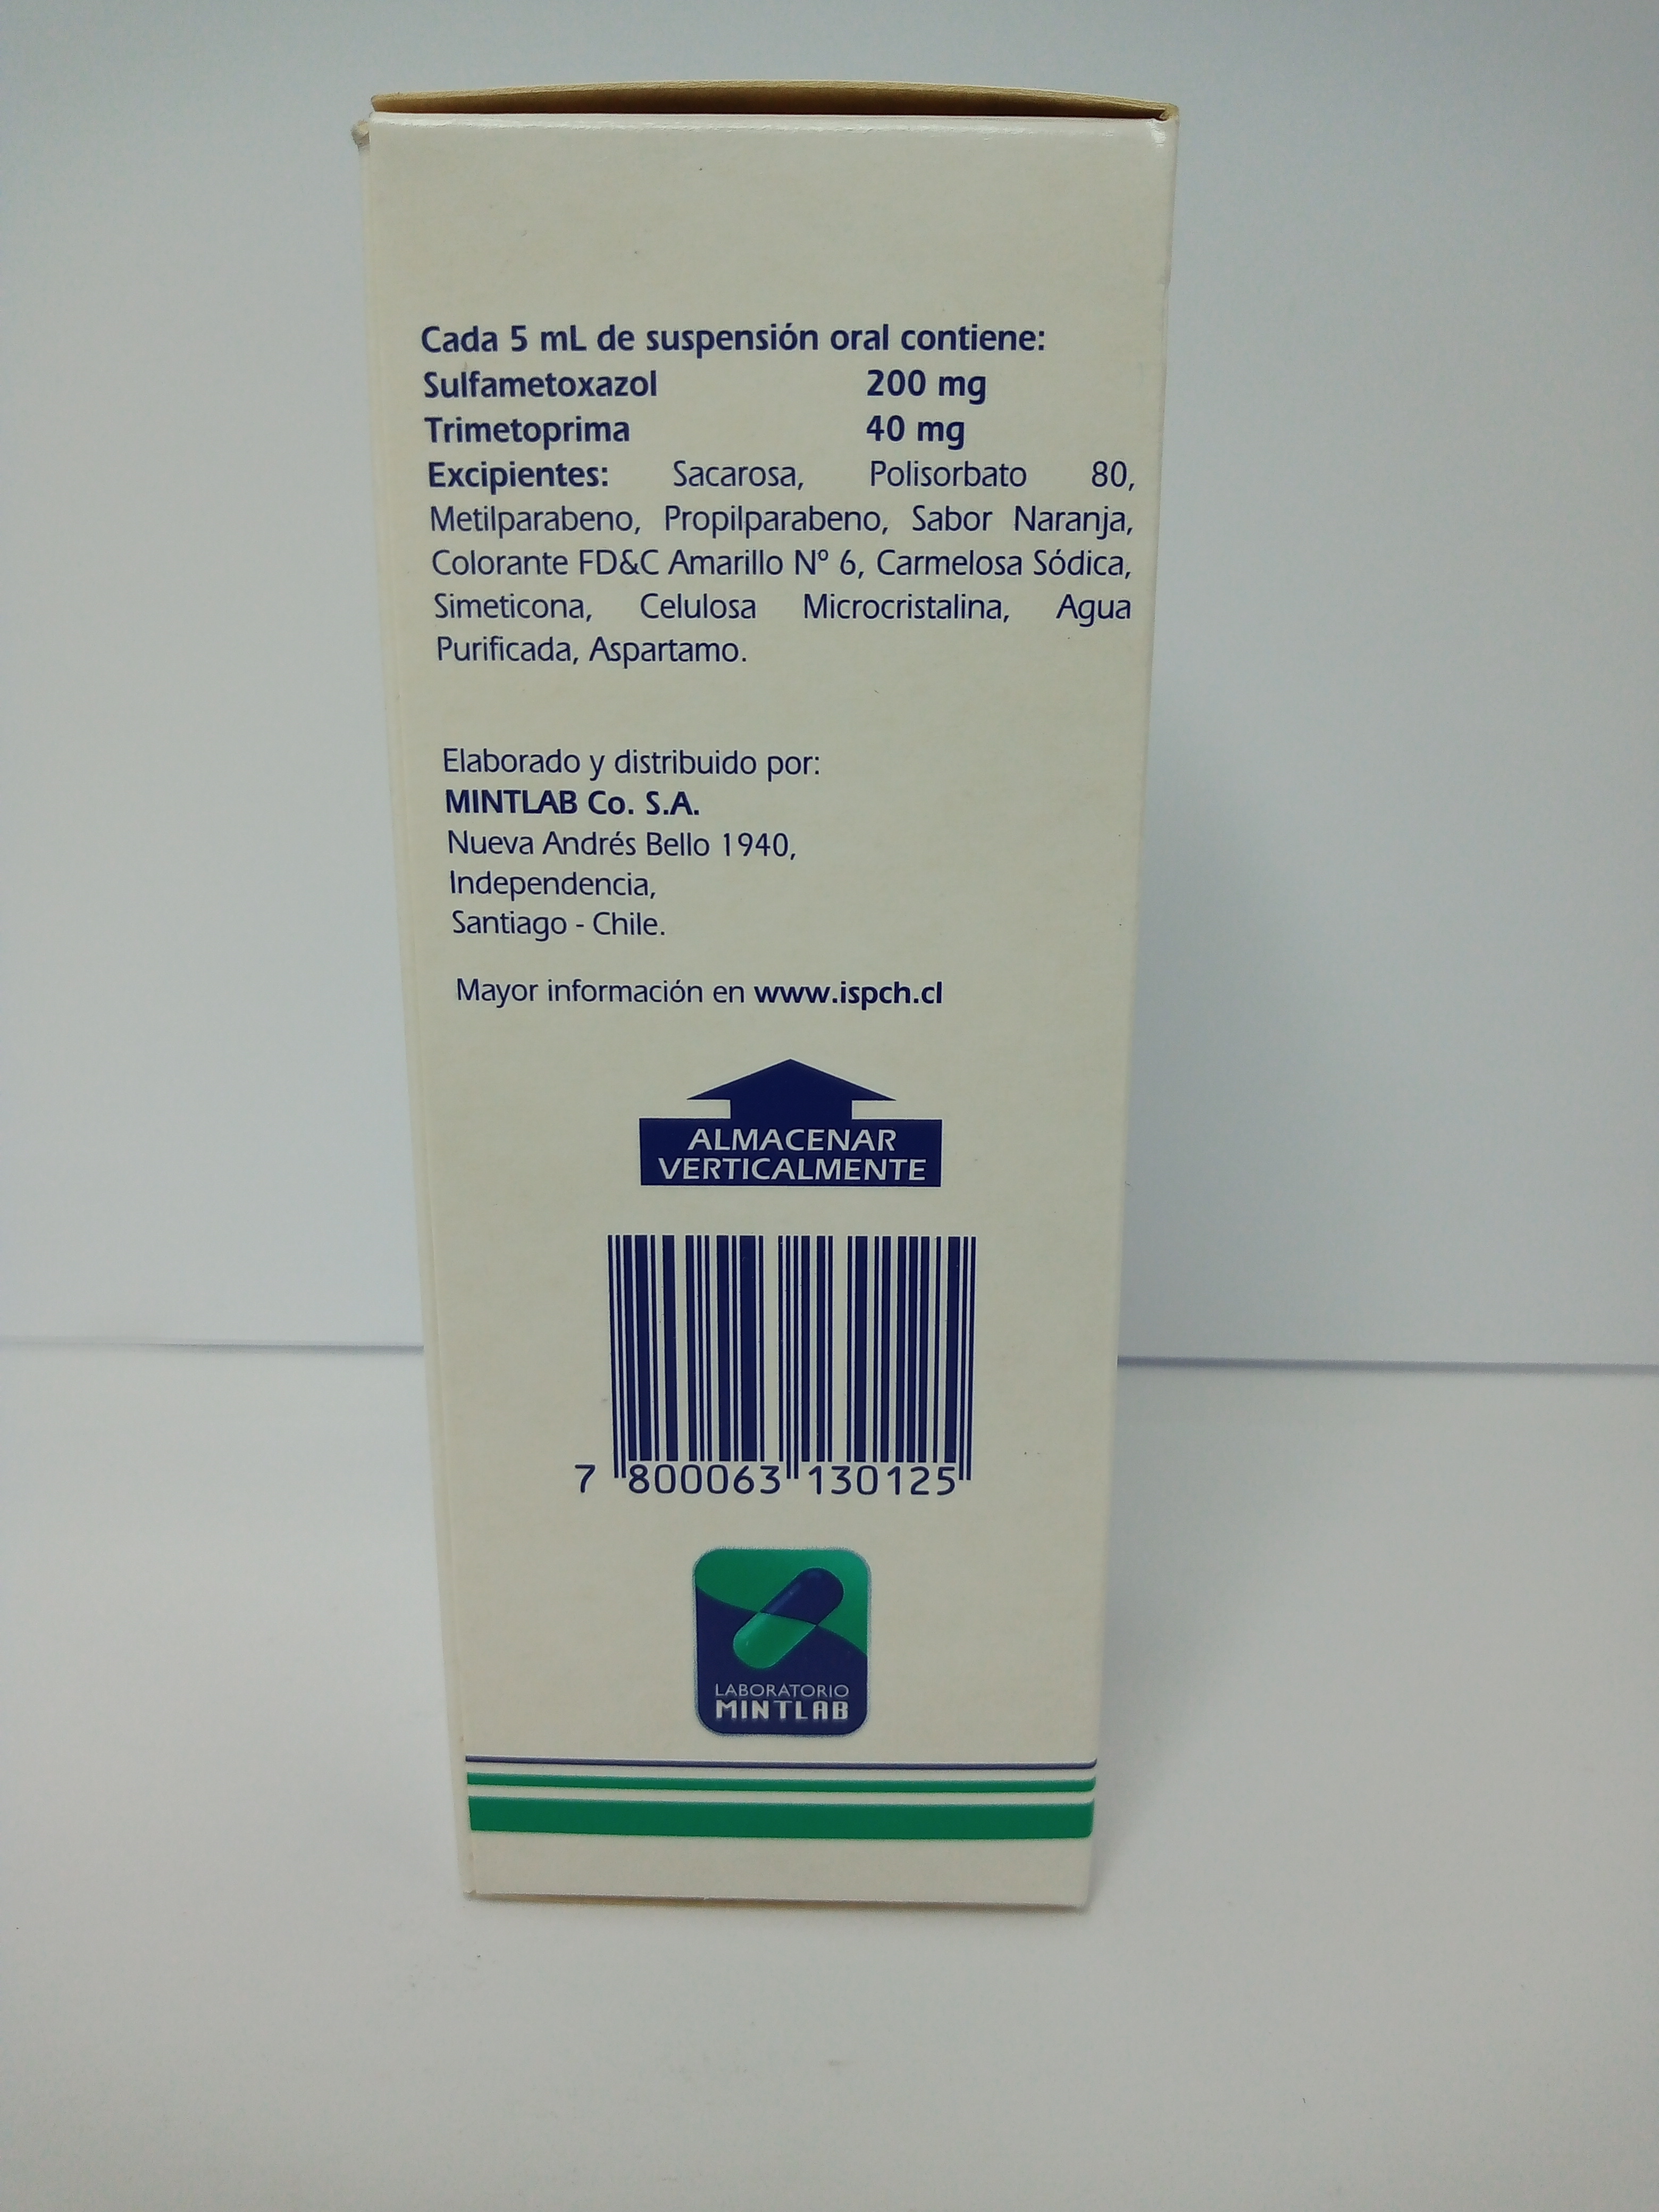 Cada 5 mL de suspensión oral contiene:
Sulfametoxazol 200 mg
Trimetoprima 40 mg
Excipientes: Sacarosa, Polisorbato 80,
Metilparabeno, Propilparabeno, Sabor Naranja,
Colorante FD&C Amarillo Nº 6, Carmelosa Sódica,
Simeticona, Celulosa Microcristalina, Agua
Purificada, Aspartamo.
Elaborado y distribuido por:
MINTLAB Co. S.A.
Nueva Andrés Bello 1940,
Independencia,
Santiago - Chile.
Mayor información en www.ispch.cl
ALMACENAR
VERTICALMENTE
7 800063 130125
LABORATORIO
MINTLAB